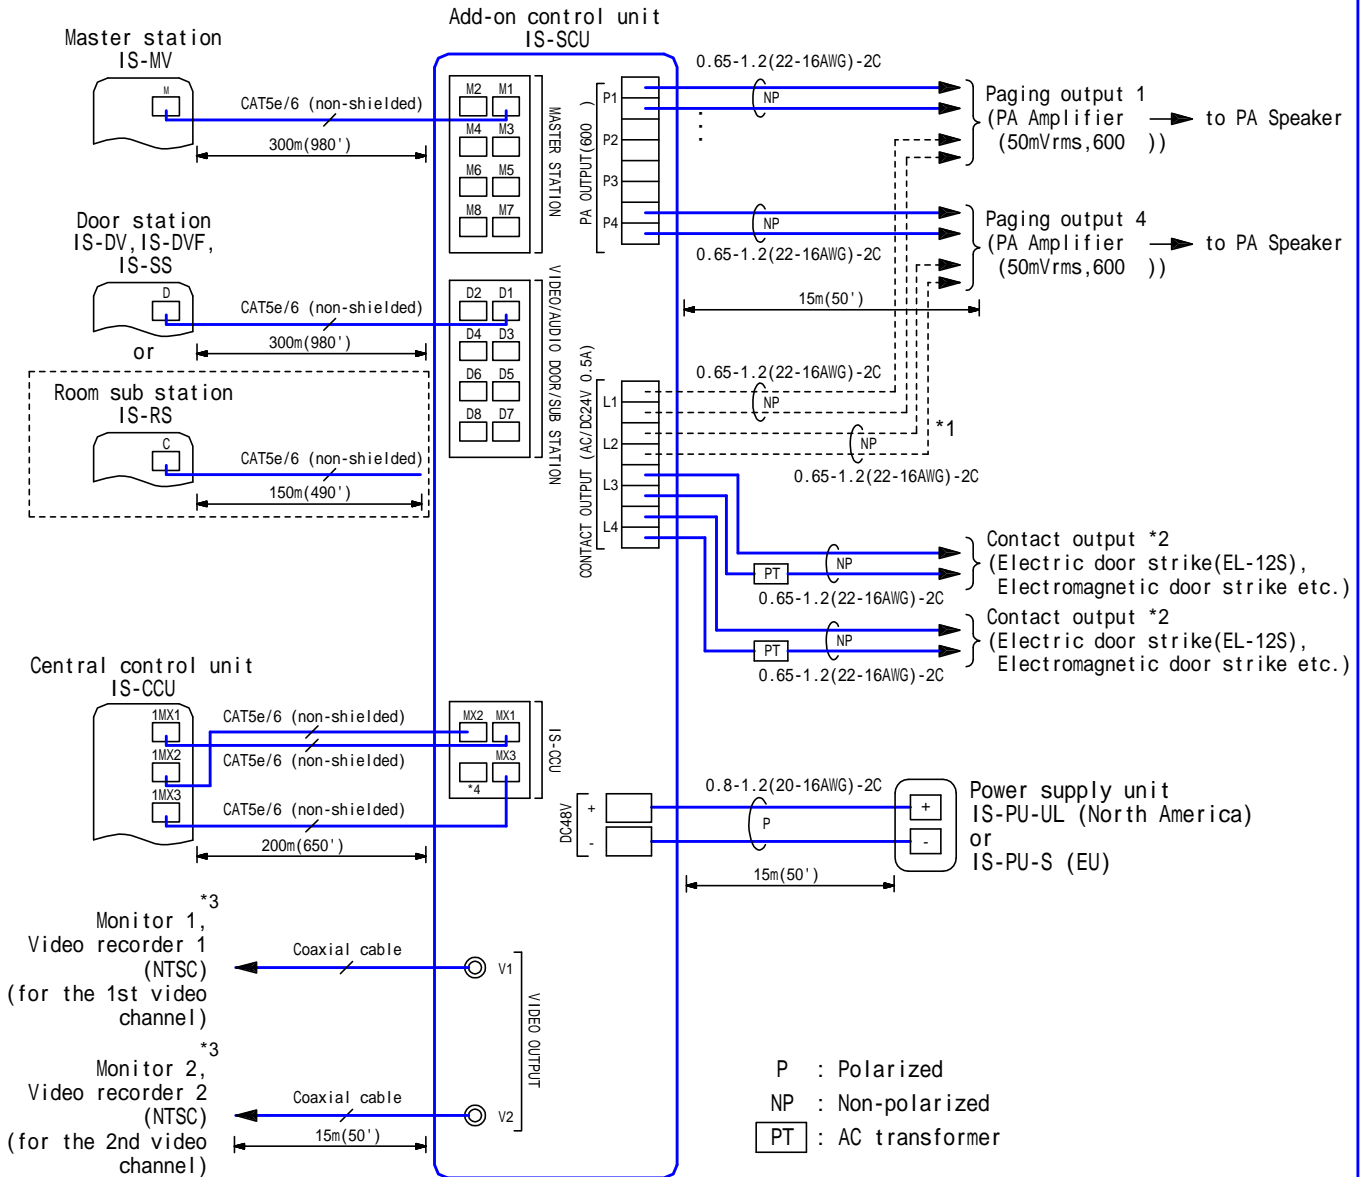 Add-on control unit
IS-SCU
Master station
IS-MV
M
CAT5e/6 (non-shielded)
300m(980')
M2 M1
M4 M3
M6 M5
M8 M7
MASTER STATION
PA OUTPUT(600 )
P1
P2
P3
P4
0.65-1.2(22-16AWG)-2C
NP
Paging output 1
(PA Amplifier
(50mVrms,600 ))
to PA Speaker
NP
0.65-1.2(22-16AWG)-2C
Paging output 4
(PA Amplifier
(50mVrms,600 ))
to PA Speaker
15m(50')
Door station
IS-DV,IS-DVF,
IS-SS
D
CAT5e/6 (non-shielded)
300m(980')
or
Room sub station
IS-RS
C
CAT5e/6 (non-shielded)
150m(490')
D2 D1
D4 D3
D6 D5
D8 D7
VIDEO/AUDIO DOOR/SUB STATION
CONTACT OUTPUT (AC/DC24V 0.5A)
L1
L2
L3
L4
0.65-1.2(22-16AWG)-2C
NP
*1
NP
0.65-1.2(22-16AWG)-2C
Contact output *2
(Electric door strike(EL-12S),
Electromagnetic door strike etc.)
NP
PT
0.65-1.2(22-16AWG)-2C
Contact output *2
(Electric door strike(EL-12S),
Electromagnetic door strike etc.)
NP
PT
0.65-1.2(22-16AWG)-2C
Central control unit
IS-CCU
1MX1
1MX2
1MX3
CAT5e/6 (non-shielded)
CAT5e/6 (non-shielded)
CAT5e/6 (non-shielded)
200m(650')
MX2 MX1
MX3
*4
IS-CCU
DC48V
+
-
0.8-1.2(20-16AWG)-2C
P
15m(50')
+
-
Power supply unit
IS-PU-UL (North America)
or
IS-PU-S (EU)
*3
Monitor 1,
Video recorder 1
(NTSC)
(for the 1st video
channel)
Coaxial cable
V1
VIDEO OUTPUT
*3
Monitor 2,
Video recorder 2
(NTSC)
(for the 2nd video
channel)
Coaxial cable
15m(50')
V2
P : Polarized
NP : Non-polarized
PT : AC transformer